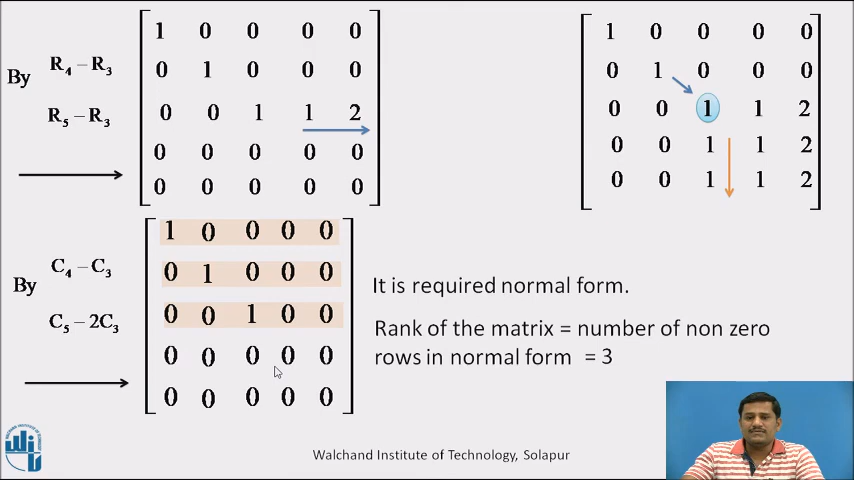 1 0 0 0 0
By R₄ – R₃ 0 1 0 0 0
R₅ – R₃ 0 0 1 1 2
0 0 0 0 0
0 0 0 0 0
1 0 0 0 0
0 1 0 0 0
0 0 1 1 2
0 0 1 1 2
0 0 1 1 2
1 0 0 0 0
By C₄ – C₃ 0 1 0 0 0
C₅ – 2C₃ 0 0 1 0 0
0 0 0 0 0
0 0 0 0 0
It is required normal form.
Rank of the matrix = number of non zero
rows in normal form = 3
Walchand Institute of Technology, Solapur